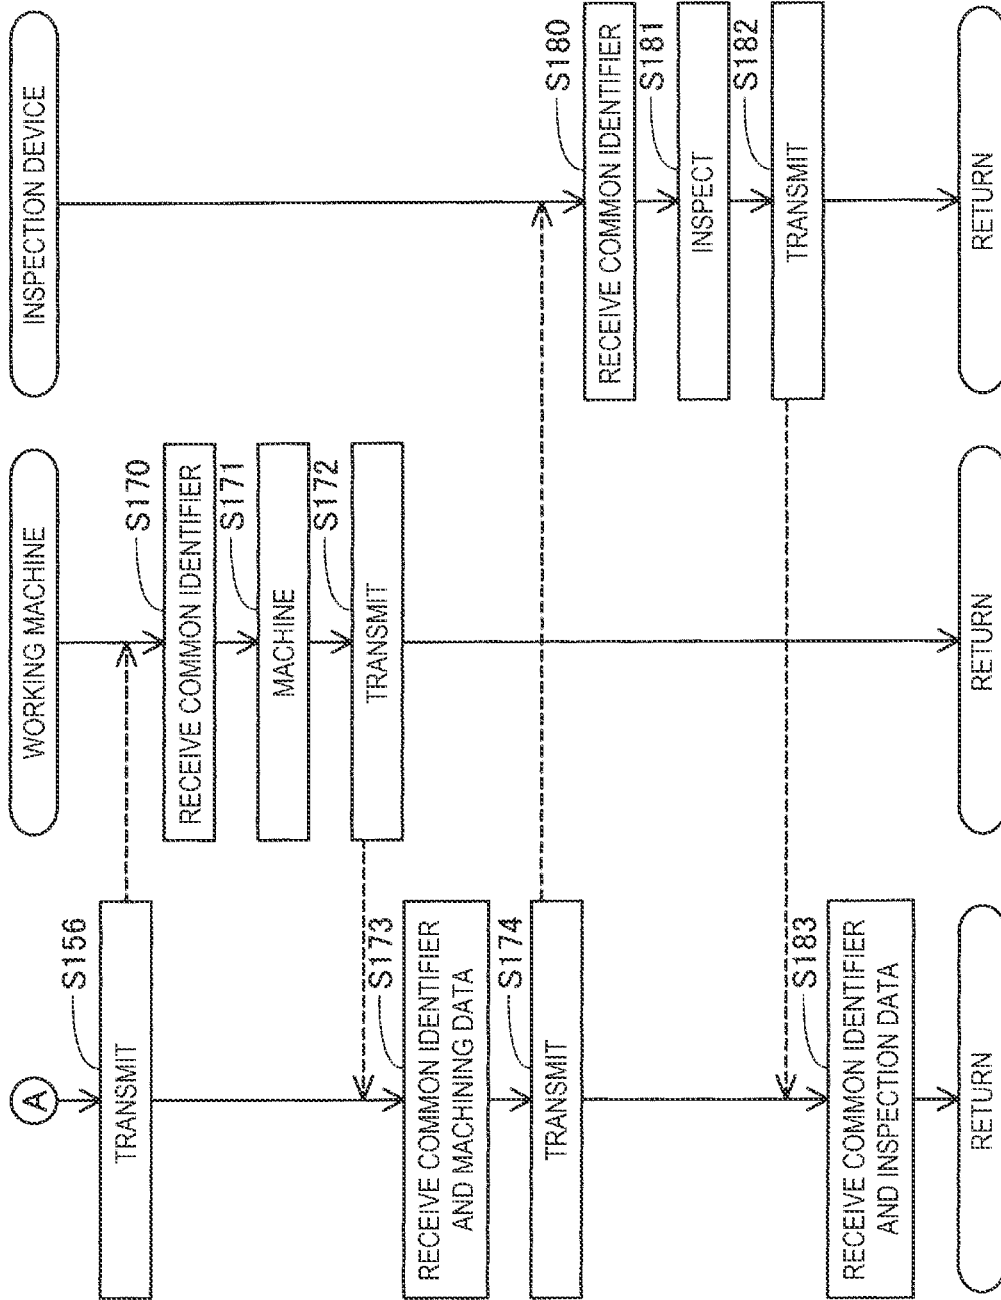 A
S156
TRANSMIT
S173
RECEIVE COMMON IDENTIFIER
AND MACHINING DATA
S174
TRANSMIT
S183
RECEIVE COMMON IDENTIFIER
AND INSPECTION DATA
RETURN
WORKING MACHINE
S170
RECEIVE COMMON IDENTIFIER
S171
MACHINE
S172
TRANSMIT
RETURN
INSPECTION DEVICE
S180
RECEIVE COMMON IDENTIFIER
S181
INSPECT
S182
TRANSMIT
RETURN